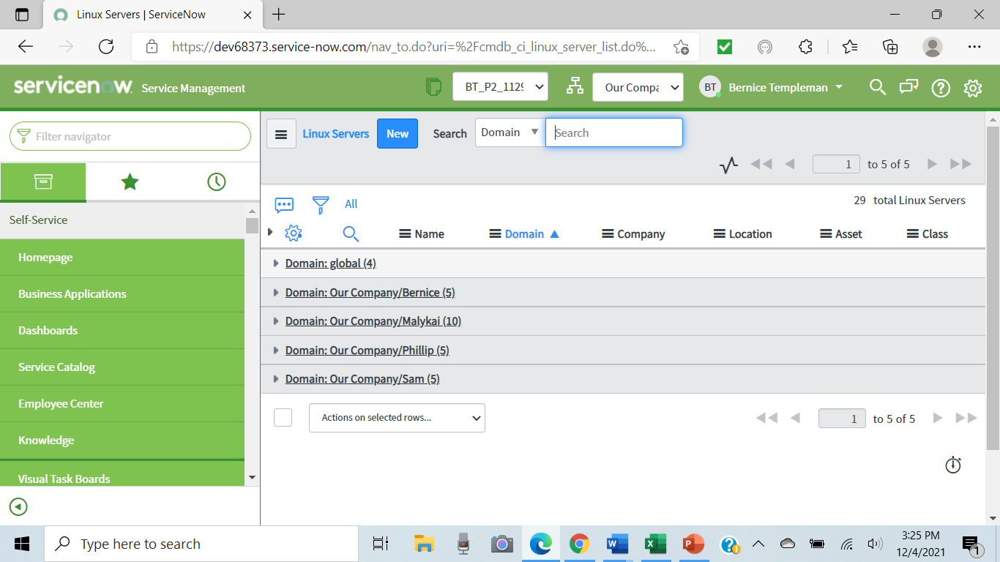 Linux Servers | ServiceNow
https://dev68373.service-now.com/nav_to.do?uri=%2Fcmdb_ci_linux_server_list.do%...
servicenow. Service Management
BT_P2_1129
Our Compa
BT Bernice Templeman
Filter navigator
Linux Servers New Search Domain Search
1 to 5 of 5
Self-Service
Homepage
Business Applications
Dashboards
Service Catalog
Employee Center
Knowledge
Visual Task Boards
All
29 total Linux Servers
Name Domain Company Location Asset Class
Domain: global (4)
Domain: Our Company/Bernice (5)
Domain: Our Company/Malykai (10)
Domain: Our Company/Phillip (5)
Domain: Our Company/Sam (5)
Actions on selected rows...
1 to 5 of 5
Type here to search
3:25 PM
12/4/2021
1